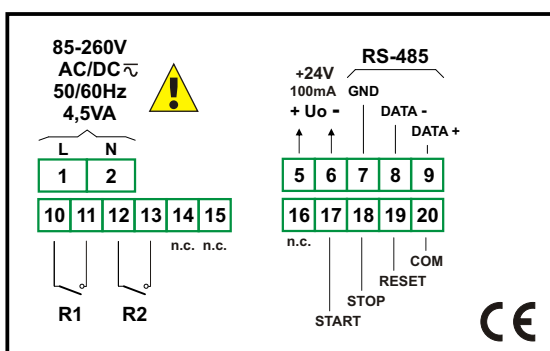 85-260V
AC/DC
50/60Hz
4,5VA
L N
1 2
10 11 12 13 14 15
n.c. n.c.
R1 R2
RS-485
+24V
100mA GND
+ Uo - DATA -
DATA +
5 6 7 8 9
16 17 18 19 20
n.c.
COM
RESET
STOP
START
CE